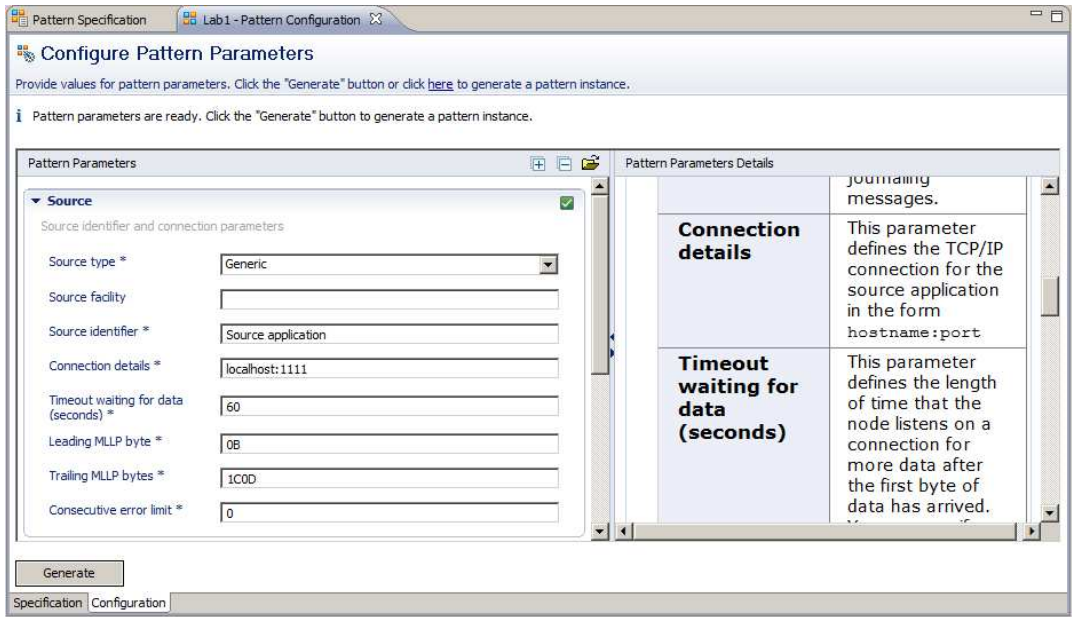 Pattern Specification
Lab1 - Pattern Configuration
Configure Pattern Parameters
Provide values for pattern parameters. Click the "Generate" button or click here to generate a pattern instance.
Pattern parameters are ready. Click the "Generate" button to generate a pattern instance.
Pattern Parameters
Source
Source identifier and connection parameters
Source type *
Generic
Source facility
Source identifier *
Source application
Connection details *
localhost:1111
Timeout waiting for data
(seconds) *
60
Leading MLLP byte *
0B
Trailing MLLP bytes *
1C0D
Consecutive error limit *
0
Pattern Parameters Details
journaling
messages.
Connection
details
This parameter
defines the TCP/IP
connection for the
source application
in the form
hostname:port
Timeout
waiting for
data
(seconds)
This parameter
defines the length
of time that the
node listens on a
connection for
more data after
the first byte of
data has arrived.
Generate
Specification
Configuration